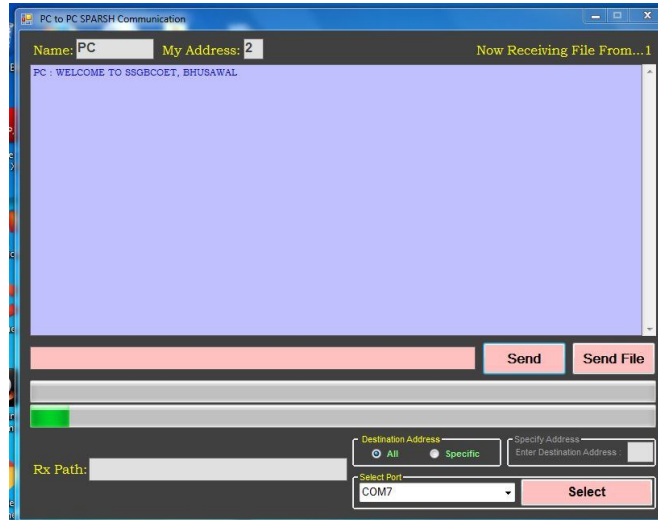 PC to PC SPARSH Communication
Name: PC My Address: 2 Now Receiving File From...1
PC : WELCOME TO SSGBCOET, BHUSAWAL
Send Send File
Destination Address Specify Address
All Specific Enter Destination Address :
Rx Path:
Select Port
COM7 Select